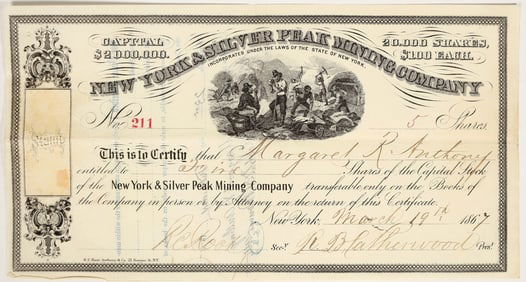 CAPITAL
$2.000.000.
20.000 SHARES,
$100 EACH.
NEW YORK & SILVER PEAK MINING COMPANY
INCORPORATED UNDER THE LAWS OF THE STATE OF NEW YORK.
No. 211
5 Shares.
This is to Certify that Margaret R. Anthony
entitled to Five Shares of the Capital Stock
of the New York & Silver Peak Mining Company transferable only on the Books of
the Company in person or by Attorney on the return of this Certificate.
New York, March 19th 1867
Secy. Prest.